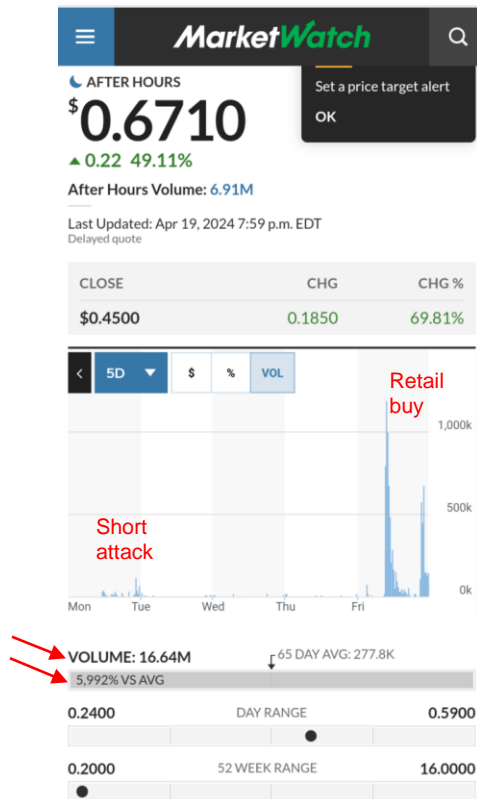 MarketWatch
AFTER HOURS
$0.6710
0.22 49.11%
After Hours Volume: 6.91M
Last Updated: Apr 19, 2024 7:59 p.m. EDT
Delayed quote
Set a price target alert
OK
CLOSE CHG CHG %
$0.4500 0.1850 69.81%
5D $ % VOL
Retail
buy
1,000k
500k
Short
attack
0k
Mon Tue Wed Thu Fri
VOLUME: 16.64M 65 DAY AVG: 277.8K
5,992% VS AVG
0.2400 DAY RANGE 0.5900
0.2000 52 WEEK RANGE 16.0000